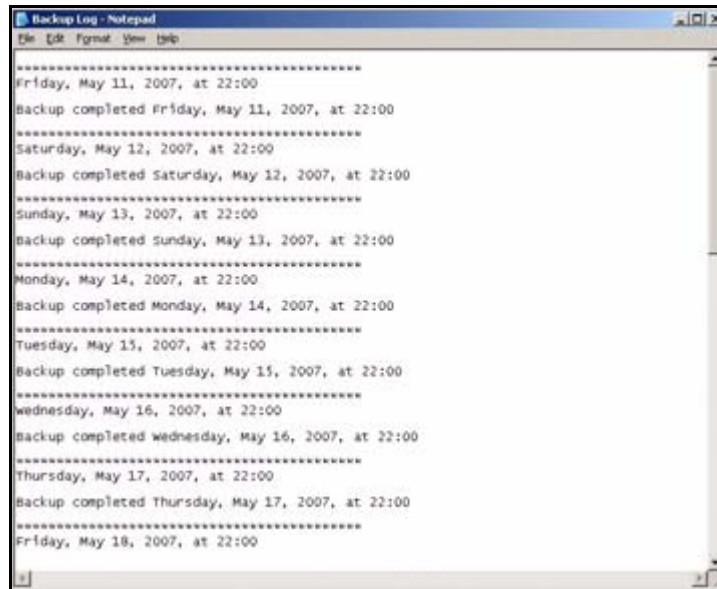 Backup Log - Notepad
File Edit Format View Help
********************************************
Friday, May 11, 2007, at 22:00
Backup completed Friday, May 11, 2007, at 22:00
********************************************
Saturday, May 12, 2007, at 22:00
Backup completed Saturday, May 12, 2007, at 22:00
********************************************
Sunday, May 13, 2007, at 22:00
Backup completed Sunday, May 13, 2007, at 22:00
********************************************
Monday, May 14, 2007, at 22:00
Backup completed Monday, May 14, 2007, at 22:00
********************************************
Tuesday, May 15, 2007, at 22:00
Backup completed Tuesday, May 15, 2007, at 22:00
********************************************
Wednesday, May 16, 2007, at 22:00
Backup completed Wednesday, May 16, 2007, at 22:00
********************************************
Thursday, May 17, 2007, at 22:00
Backup completed Thursday, May 17, 2007, at 22:00
********************************************
Friday, May 18, 2007, at 22:00